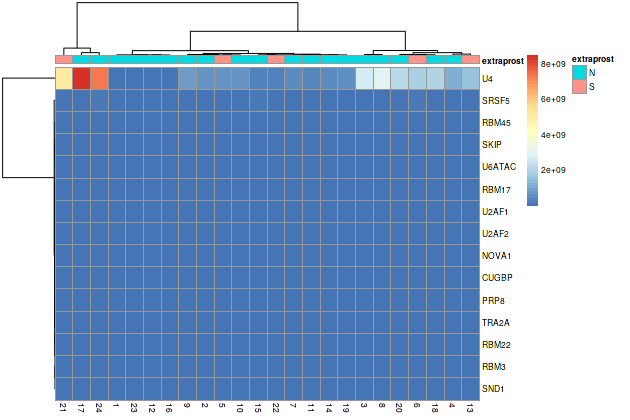 extraprost
U4
SRSF5
RBM45
SKIP
U6ATAC
RBM17
U2AF1
U2AF2
NOVA1
CUGBP
PRP8
TRA2A
RBM22
RBM3
SND1
21 17 24 1 23 12 16 9 2 5 10 15 22 7 11 14 19 3 8 20 6 18 4 13
8e+09
6e+09
4e+09
2e+09
extraprost
N
S